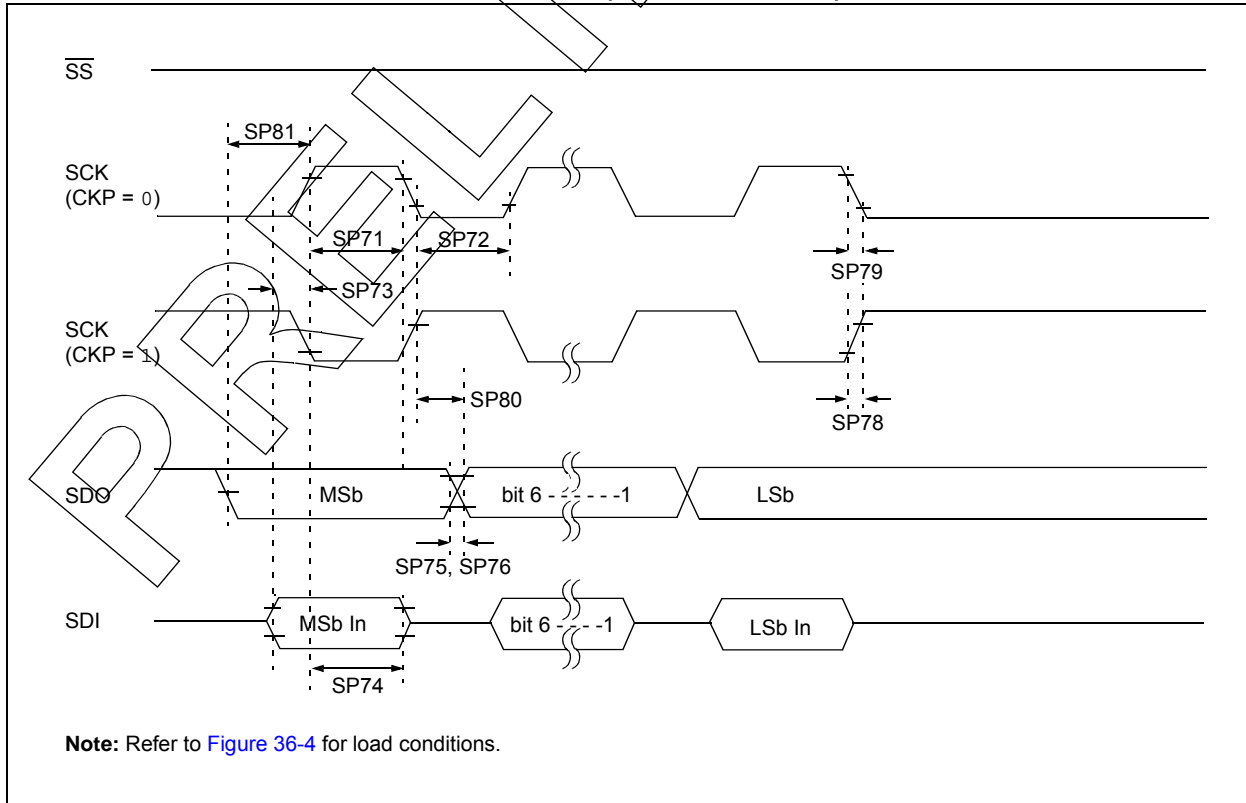 SS
SP81
SCK
(CKP = 0)
SP71
SP72
SP79
SP73
SCK
(CKP = 1)
SP80
SP78
SDO
MSb
bit 6 - - - - - - -1
LSb
SP75, SP76
SDI
MSb In
bit 6 - - - - -1
LSb In
SP74
Note: Refer to Figure 36-4 for load conditions.
PREL